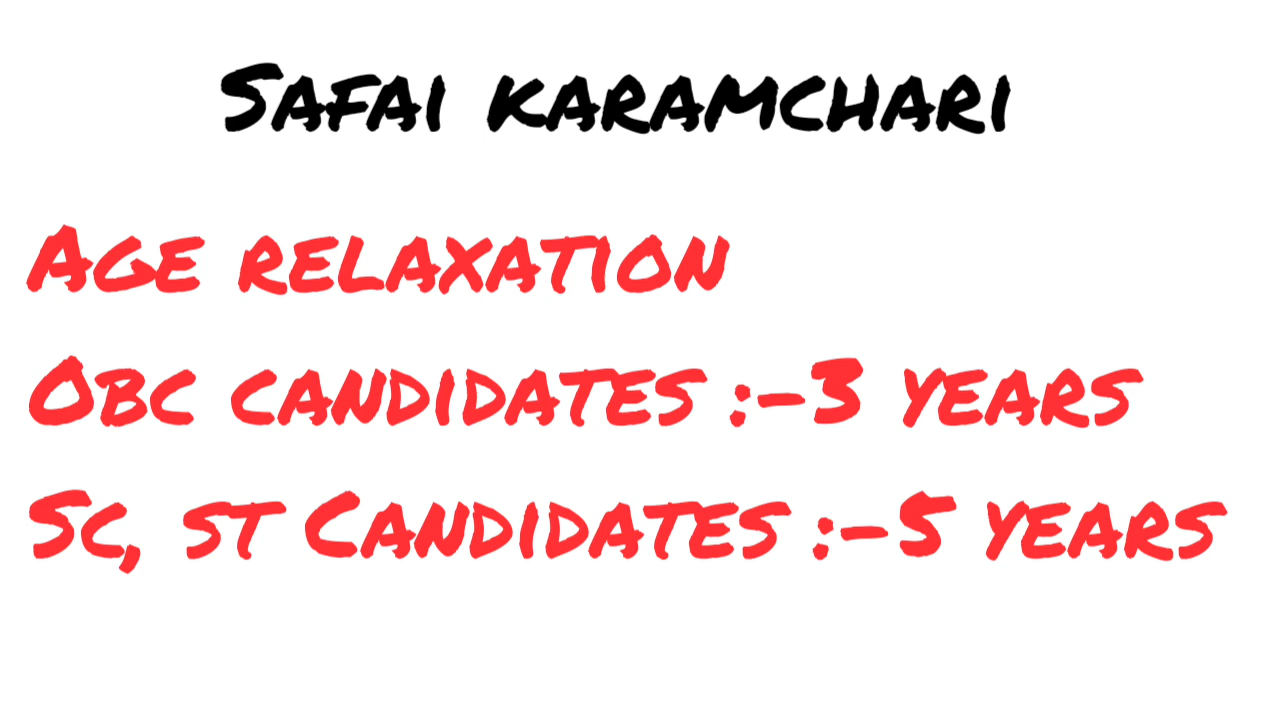 Safai karamchari
Age relaxation
Obc candidates :-3 years
Sc, st Candidates :-5 years